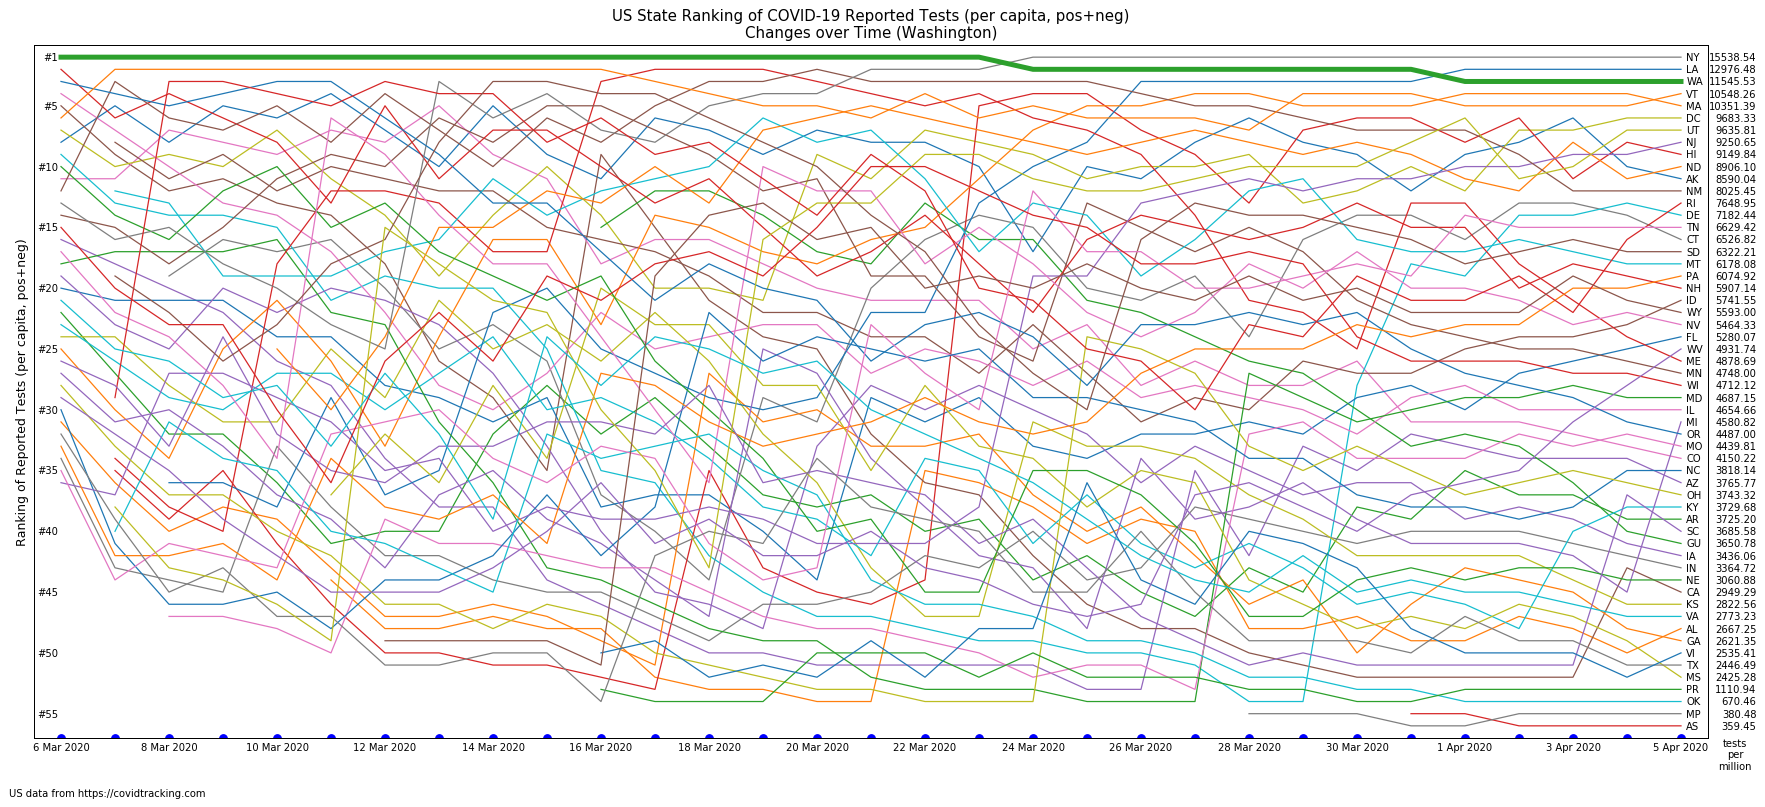 US State Ranking of COVID-19 Reported Tests (per capita, pos+neg)
Changes over Time (Washington)
Ranking of Reported Tests (per capita, pos+neg)
#1
#5
#10
#15
#20
#25
#30
#35
#40
#45
#50
#55
NY 15538.54
LA 12976.48
WA 11545.53
VT 10548.26
MA 10351.39
DC 9683.33
UT 9635.81
NJ 9250.65
HI 9149.84
ND 8906.10
AK 8590.04
NM 8025.45
RI 7648.95
DE 7182.44
TN 6629.42
CT 6526.82
SD 6322.21
MT 6178.08
PA 6074.92
NH 5907.14
ID 5741.55
WY 5593.00
NV 5464.33
FL 5280.07
WV 4931.74
ME 4878.69
MN 4748.00
WI 4712.12
MD 4687.15
IL 4654.66
MI 4580.82
OR 4487.00
MO 4439.81
CO 4150.22
NC 3818.14
AZ 3765.77
OH 3743.32
KY 3729.68
AR 3725.20
SC 3685.58
GU 3650.78
IA 3436.06
IN 3364.72
NE 3060.88
CA 2949.29
KS 2822.56
VA 2773.23
AL 2667.25
GA 2621.35
VI 2535.41
TX 2446.49
MS 2425.28
PR 1110.94
OK 670.46
MP 380.48
AS 359.45
6 Mar 2020 8 Mar 2020 10 Mar 2020 12 Mar 2020 14 Mar 2020 16 Mar 2020 18 Mar 2020 20 Mar 2020 22 Mar 2020 24 Mar 2020 26 Mar 2020 28 Mar 2020 30 Mar 2020 1 Apr 2020 3 Apr 2020 5 Apr 2020
tests
per
million
US data from https://covidtracking.com